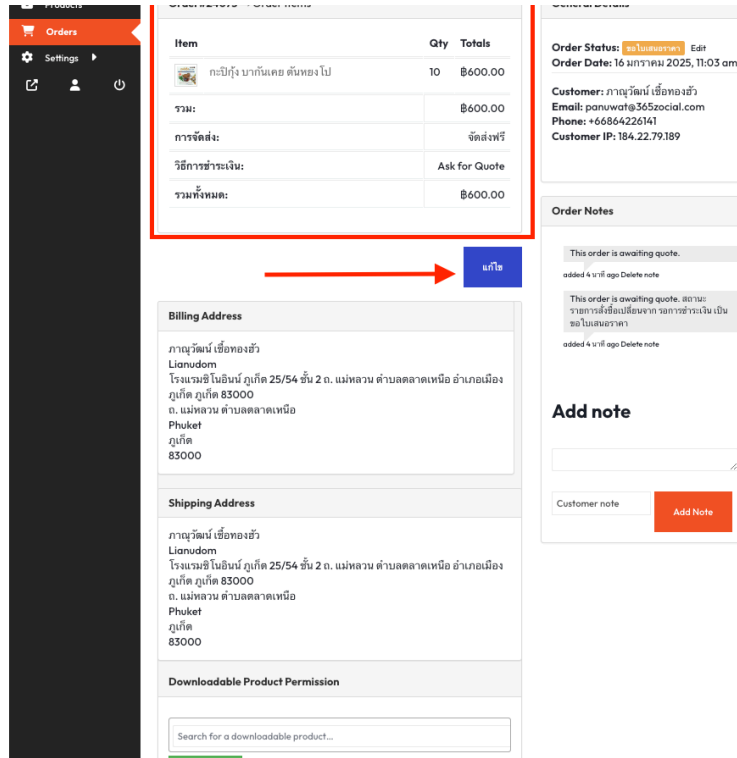 Products
Orders
Settings
Order#24695 → Order Items
Item Qty Totals
กะปิกุ้ง บากันเคย ตันหยงโป 10 ฿600.00
รวม: ฿600.00
การจัดส่ง: จัดส่งฟรี
วิธีการชำระเงิน: Ask for Quote
รวมทั้งหมด: ฿600.00
แก้ไข
Billing Address
ภาณุวัฒน์ เชื้อทองฮัว
Lianudom
โรงแรมชิโนอินน์ ภูเก็ต 25/54 ชั้น 2 ถ. แม่หลวน ตำบลตลาดเหนือ อำเภอเมือง
ภูเก็ต ภูเก็ต 83000
ถ. แม่หลวน ตำบลตลาดเหนือ
Phuket
ภูเก็ต
83000
Shipping Address
ภาณุวัฒน์ เชื้อทองฮัว
Lianudom
โรงแรมชิโนอินน์ ภูเก็ต 25/54 ชั้น 2 ถ. แม่หลวน ตำบลตลาดเหนือ อำเภอเมือง
ภูเก็ต ภูเก็ต 83000
ถ. แม่หลวน ตำบลตลาดเหนือ
Phuket
ภูเก็ต
83000
Downloadable Product Permission
Search for a downloadable product...
General Details
Order Status: ขอใบเสนอราคา Edit
Order Date: 16 มกราคม 2025, 11:03 am
Customer: ภาณุวัฒน์ เชื้อทองฮัว
Email: panuwat@365zocial.com
Phone: +66864226141
Customer IP: 184.22.79.189
Order Notes
This order is awaiting quote.
added 4 นาที ago Delete note
This order is awaiting quote. สถานะ
รายการสั่งซื้อเปลี่ยนจาก รอการชำระเงิน เป็น
ขอใบเสนอราคา
added 4 นาที ago Delete note
Add note
Customer note
Add Note